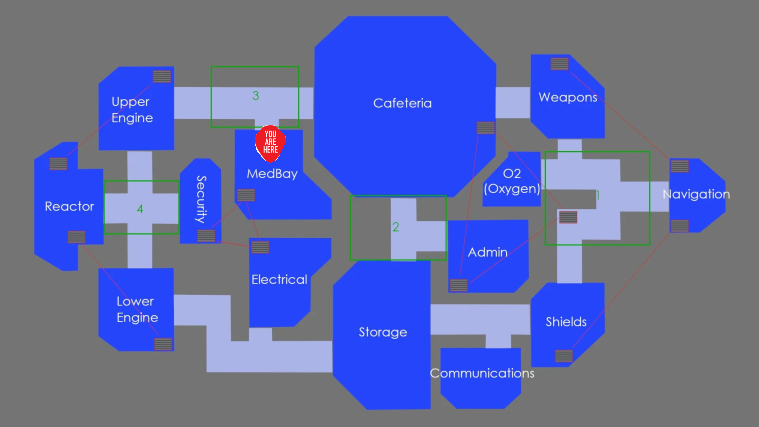 Cafeteria
3
Weapons
Upper
Engine
YOU
ARE
HERE
MedBay
O2
(Oxygen)
Security
Navigation
1
Reactor
4
2
Admin
Electrical
Lower
Engine
Shields
Storage
Communications